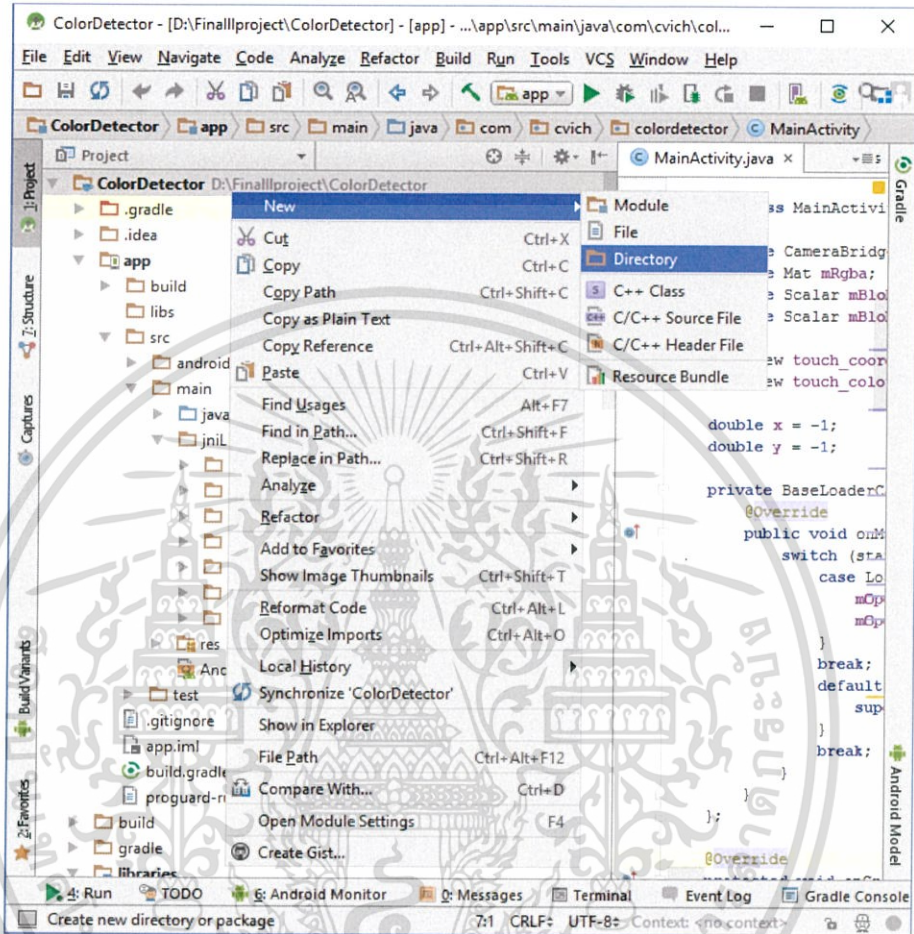 ColorDetector - [D:\FinalIlproject\ColorDetector] - [app] - ...\app\src\main\java\com\cvich\col...
File Edit View Navigate Code Analyze Refactor Build Run Tools VCS Window Help
app
ColorDetector app src main java com cvich colordetector MainActivity
Project
MainActivity.java
1: Project
7: Structure
Captures
Build Variants
2: Favorites
Gradle
Android Model
ColorDetector D:\FinalIlproject\ColorDetector
.gradle
.idea
app
build
libs
src
android
main
java
jniL
res
Anc
test
.gitignore
app.iml
build.gradle
proguard-ru
build
gradle
libraries
New
Cut Ctrl+X
Copy Ctrl+C
Copy Path Ctrl+Shift+C
Copy as Plain Text
Copy Reference Ctrl+Alt+Shift+C
Paste Ctrl+V
Find Usages Alt+F7
Find in Path... Ctrl+Shift+F
Replace in Path... Ctrl+Shift+R
Analyze
Refactor
Add to Favorites
Show Image Thumbnails Ctrl+Shift+T
Reformat Code Ctrl+Alt+L
Optimize Imports Ctrl+Alt+O
Local History
Synchronize 'ColorDetector'
Show in Explorer
File Path Ctrl+Alt+F12
Compare With... Ctrl+D
Open Module Settings F4
Create Gist...
Module
File
Directory
C++ Class
C/C++ Source File
C/C++ Header File
Resource Bundle
ss MainActivi
e CameraBridg
e Mat mRgba;
e Scalar mBlo
e Scalar mBlo
ew touch_coor
ew touch_colo
double x = -1;
double y = -1;
private BaseLoaderC
@Override
public void onM
switch (sta
case Lo
mOp
mOp
}
break;
default
sup
}
break;
}
}
};
@Override
4: Run TODO 6: Android Monitor 0: Messages Terminal Event Log Gradle Console
Create new directory or package 7:1 CRLF UTF-8 Context: <no context>